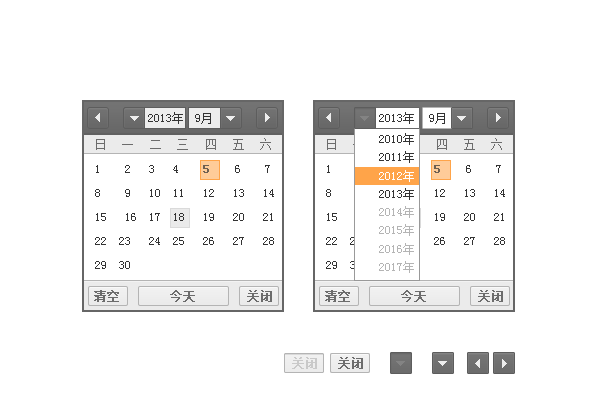 2013年 9月
日 一 二 三 四 五 六
1 2 3 4 5 6 7
8 9 10 11 12 13 14
15 16 17 18 19 20 21
22 23 24 25 26 27 28
29 30
清空 今天 关闭
2013年 9月
日 四 五 六
2010年
2011年
2012年
2013年
2014年
2015年
2016年
2017年
1 5 6 7
8 12 13 14
15 19 20 21
22 26 27 28
29
清空 今天 关闭
关闭 关闭